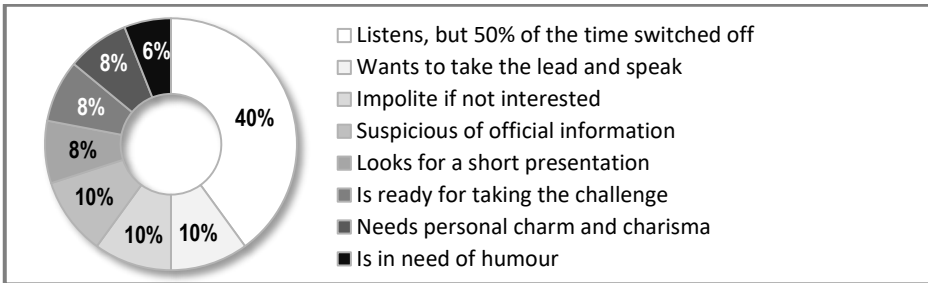 40%
10%
10%
10%
8%
8%
8%
6%
Listens, but 50% of the time switched off
Wants to take the lead and speak
Impolite if not interested
Suspicious of official information
Looks for a short presentation
Is ready for taking the challenge
Needs personal charm and charisma
Is in need of humour